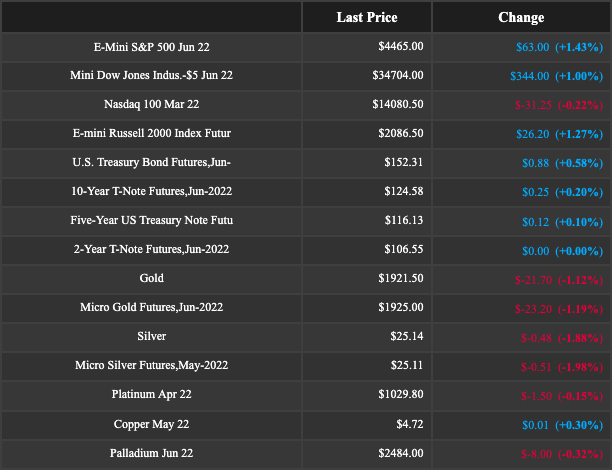 Last Price Change
E-Mini S&P 500 Jun 22 $4465.00 $63.00 (+1.43%)
Mini Dow Jones Indus.-$5 Jun 22 $34704.00 $344.00 (+1.00%)
Nasdaq 100 Mar 22 $14080.50 $-31.25 (-0.22%)
E-mini Russell 2000 Index Futur $2086.50 $26.20 (+1.27%)
U.S. Treasury Bond Futures,Jun- $152.31 $0.88 (+0.58%)
10-Year T-Note Futures,Jun-2022 $124.58 $0.25 (+0.20%)
Five-Year US Treasury Note Futu $116.13 $0.12 (+0.10%)
2-Year T-Note Futures,Jun-2022 $106.55 $0.00 (+0.00%)
Gold $1921.50 $-21.70 (-1.12%)
Micro Gold Futures,Jun-2022 $1925.00 $-23.20 (-1.19%)
Silver $25.14 $-0.48 (-1.88%)
Micro Silver Futures,May-2022 $25.11 $-0.51 (-1.98%)
Platinum Apr 22 $1029.80 $-1.50 (-0.15%)
Copper May 22 $4.72 $0.01 (+0.30%)
Palladium Jun 22 $2484.00 $-8.00 (-0.32%)